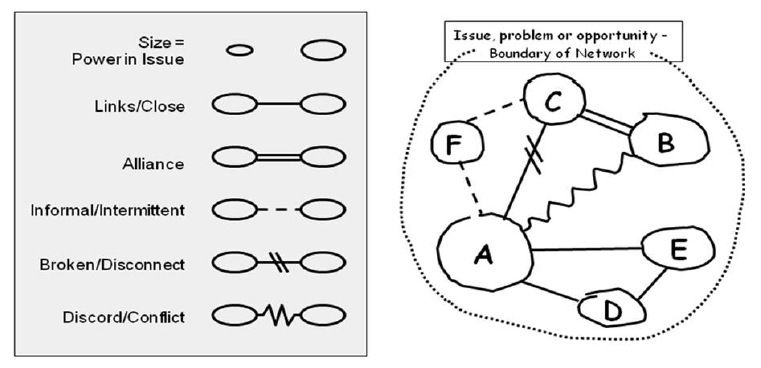 Size =
Power in Issue
Links/Close
Alliance
Informal/Intermittent
Broken/Disconnect
Discord/Conflict
Issue, problem or opportunity -
Boundary of Network
C
F
B
A
E
D